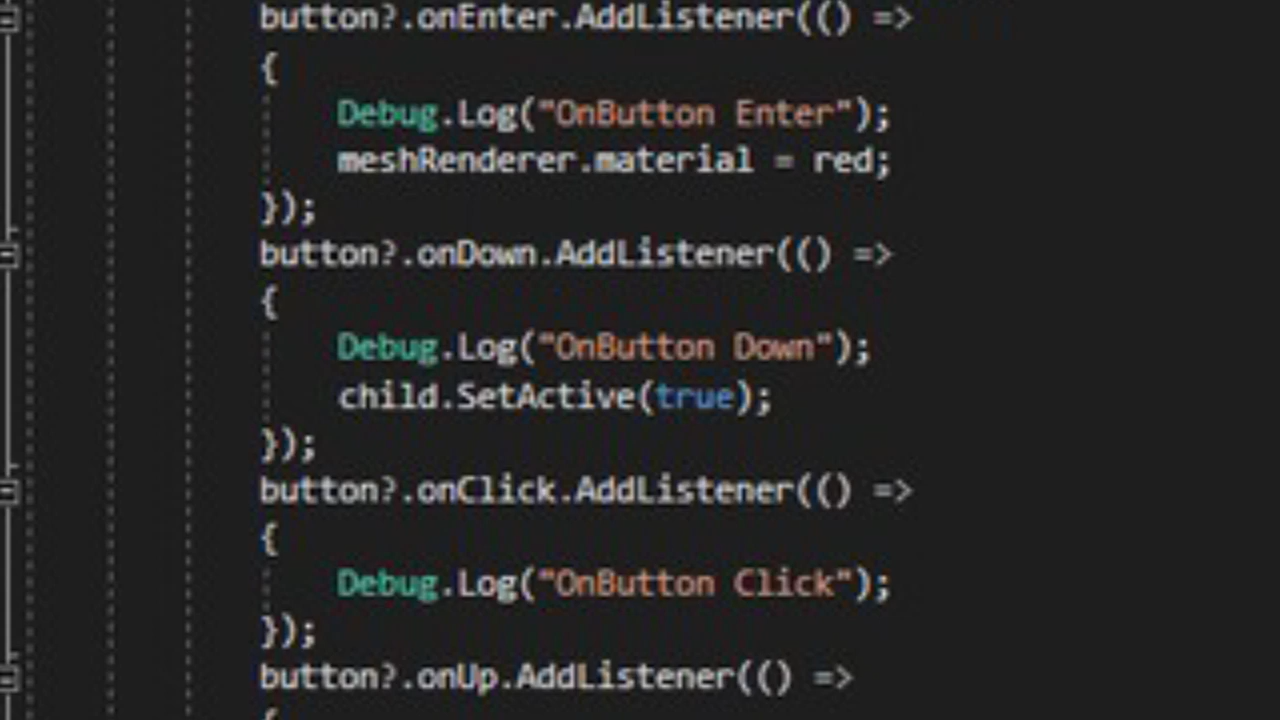 button?.onEnter.AddListener(() =>
{
Debug.Log("OnButton Enter");
meshRenderer.material = red;
});
button?.onDown.AddListener(() =>
{
Debug.Log("OnButton Down");
child.SetActive(true);
});
button?.onClick.AddListener(() =>
{
Debug.Log("OnButton Click");
});
button?.onUp.AddListener(() =>
{